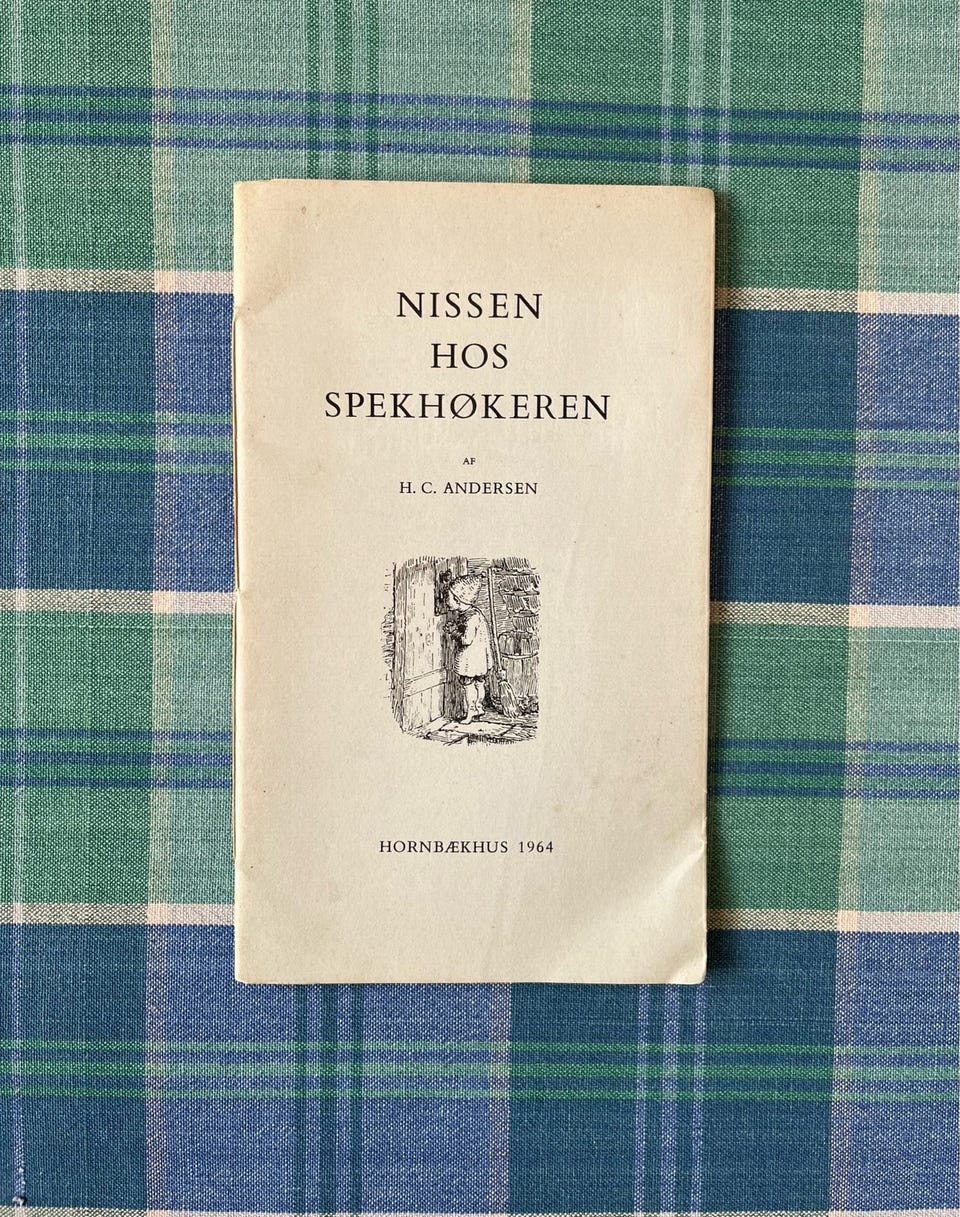 NISSEN
HOS
SPEKHØKEREN
AF
H. C. ANDERSEN
HORNBÆKHUS 1964